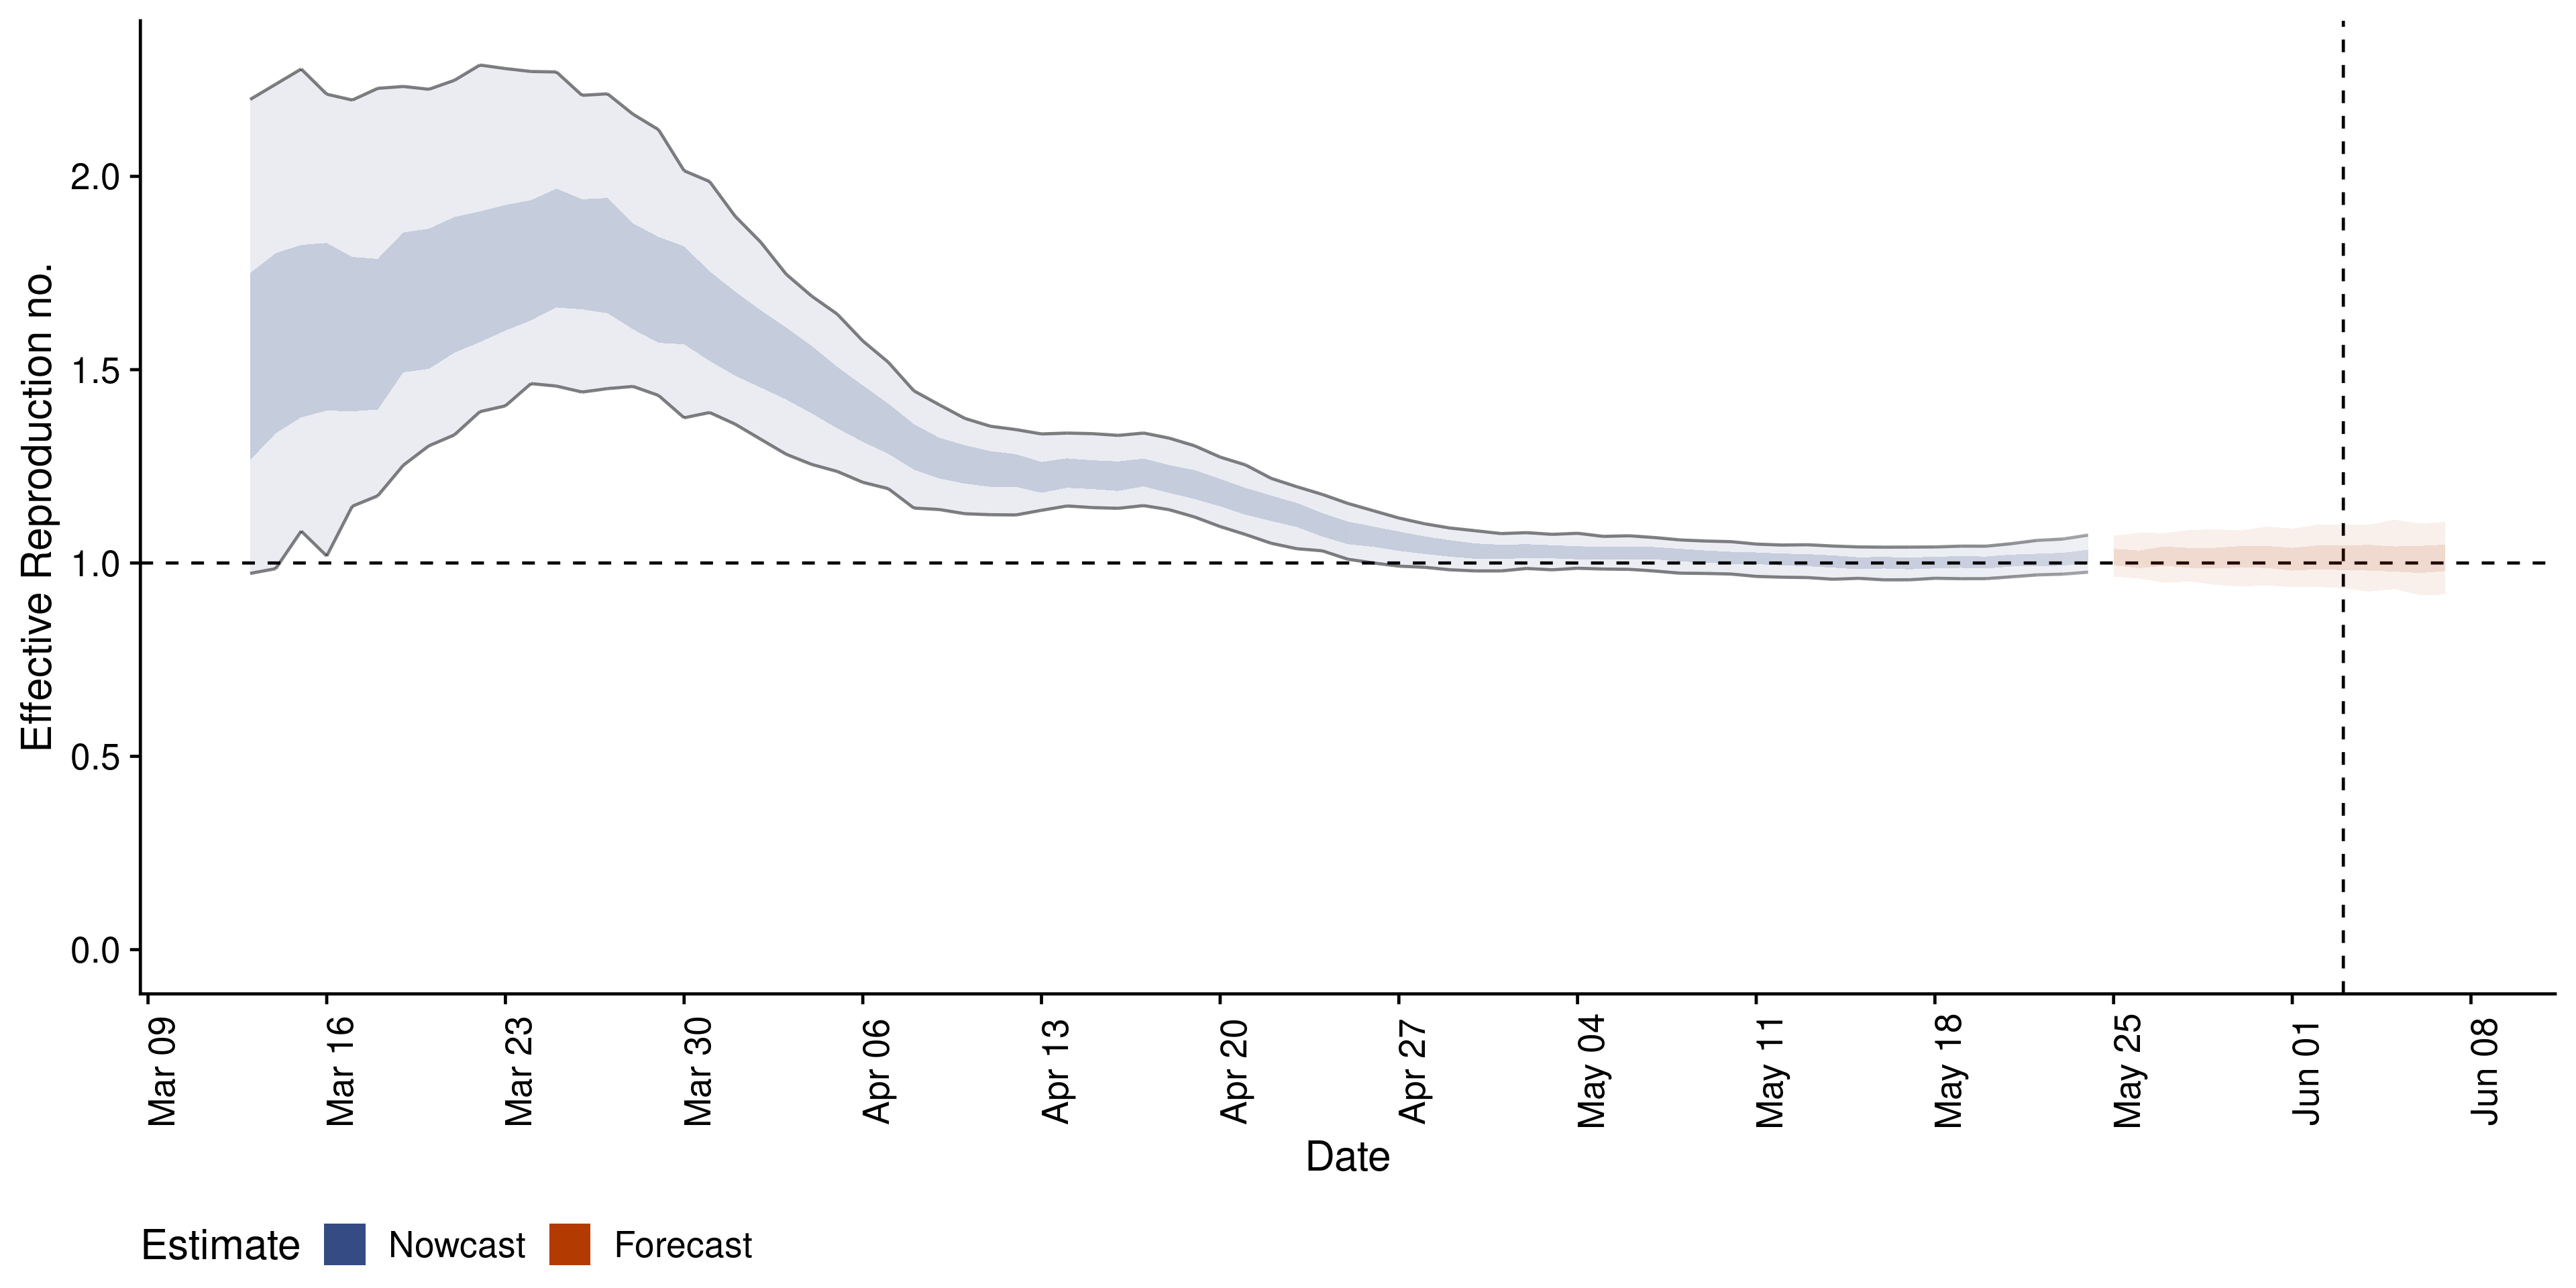 Effective Reproduction no.
2.0
1.5
1.0
0.5
0.0
Mar 09
Mar 16
Mar 23
Mar 30
Apr 06
Apr 13
Apr 20
Apr 27
May 04
May 11
May 18
May 25
Jun 01
Jun 08
Date
Estimate Nowcast Forecast